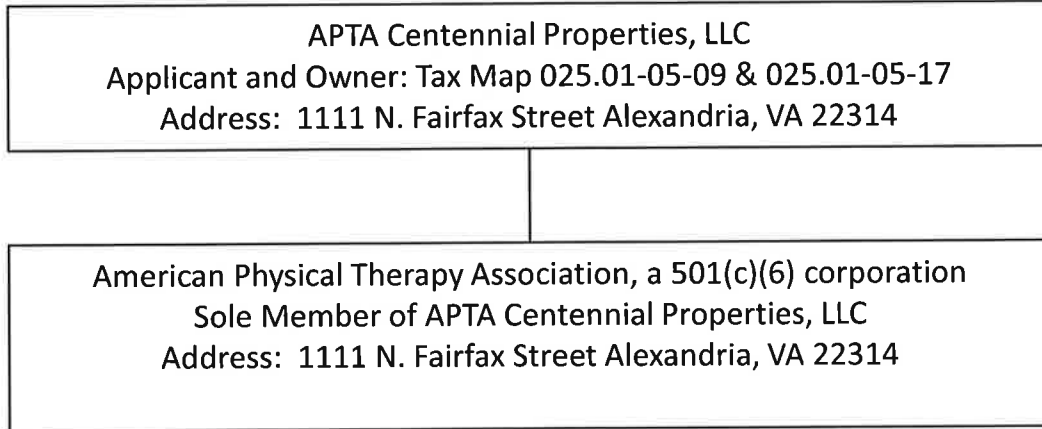 APTA Centennial Properties, LLC
Applicant and Owner: Tax Map 025.01-05-09 & 025.01-05-17
Address: 1111 N. Fairfax Street Alexandria, VA 22314
American Physical Therapy Association, a 501(c)(6) corporation
Sole Member of APTA Centennial Properties, LLC
Address: 1111 N. Fairfax Street Alexandria, VA 22314